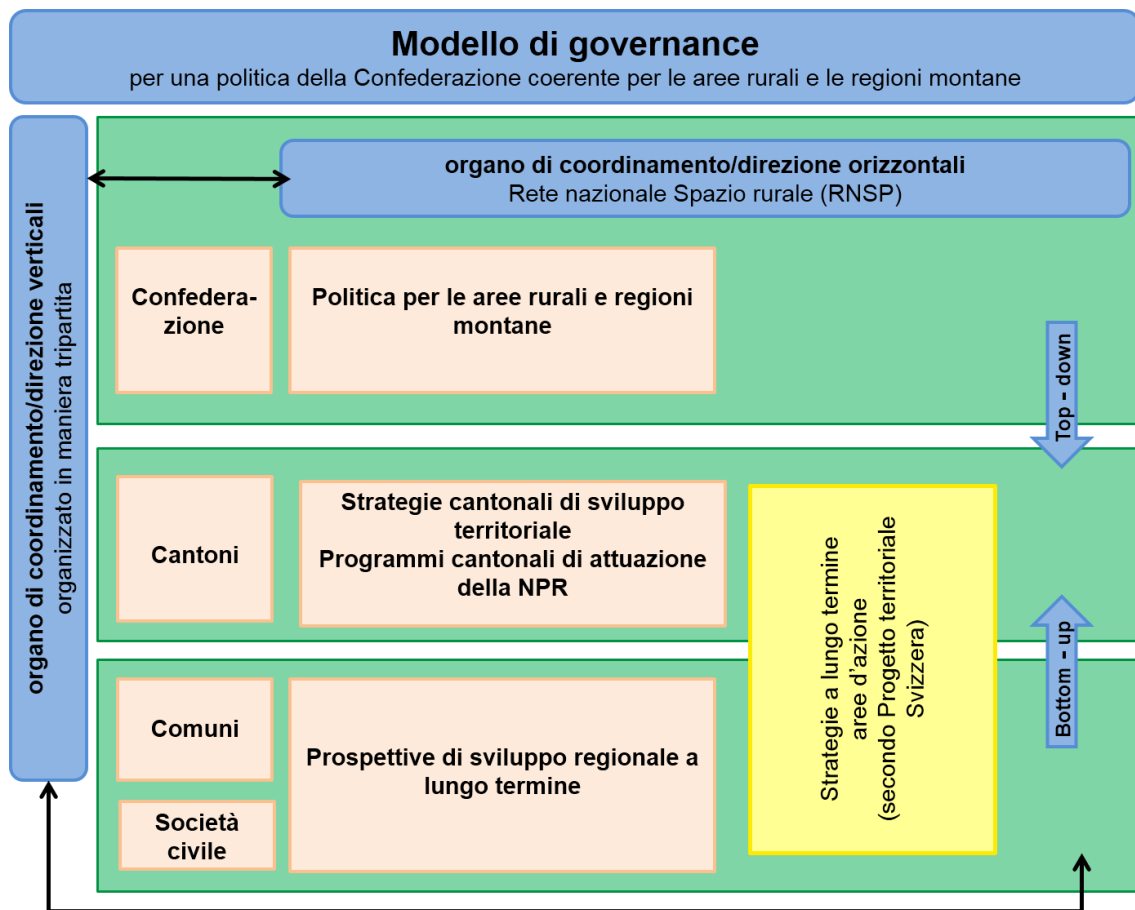 Modello di governance
per una politica della Confederazione coerente per le aree rurali e le regioni montane
organo di coordinamento/direzione verticali
organizzato in maniera tripartita
organo di coordinamento/direzione orizzontali
Rete nazionale Spazio rurale (RNSP)
Confedera-
zione
Politica per le aree rurali e regioni
montane
Top - down
Cantoni
Strategie cantonali di sviluppo
territoriale
Programmi cantonali di attuazione
della NPR
Strategie a lungo termine
aree d'azione
(secondo Progetto territoriale
Svizzera)
Bottom - up
Comuni
Società
civile
Prospettive di sviluppo regionale a
lungo termine